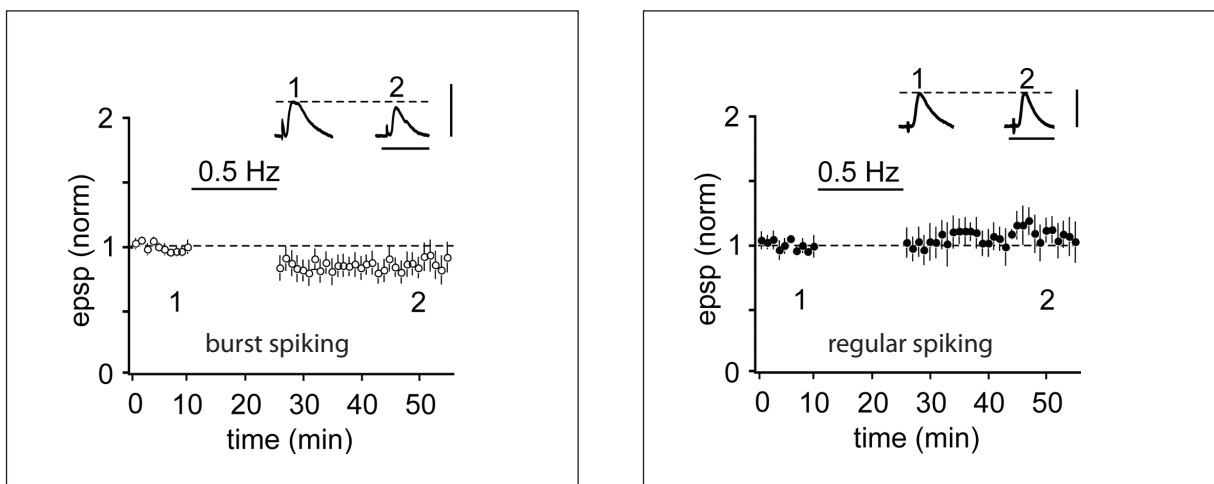 1 2
2
0.5 Hz
epsp (norm)
1
1
2
burst spiking
0
0 10 20 30 40 50
time (min)
1 2
2
0.5 Hz
epsp (norm)
1
1
2
regular spiking
0
0 10 20 30 40 50
time (min)